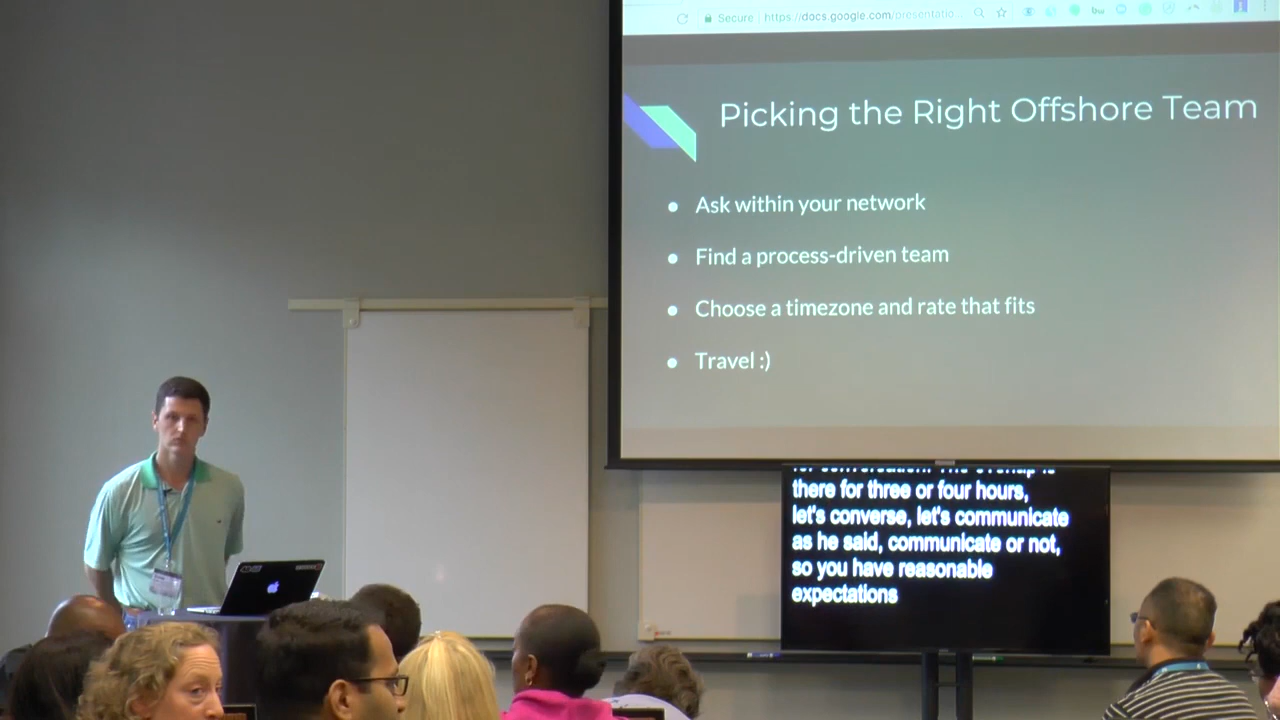 Secure https://docs.google.com/presentatio...
Picking the Right Offshore Team
Ask within your network
Find a process-driven team
Choose a timezone and rate that fits
Travel :)
there for three or four hours,
let's converse, let's communicate
as he said, communicate or not,
so you have reasonable
expectations